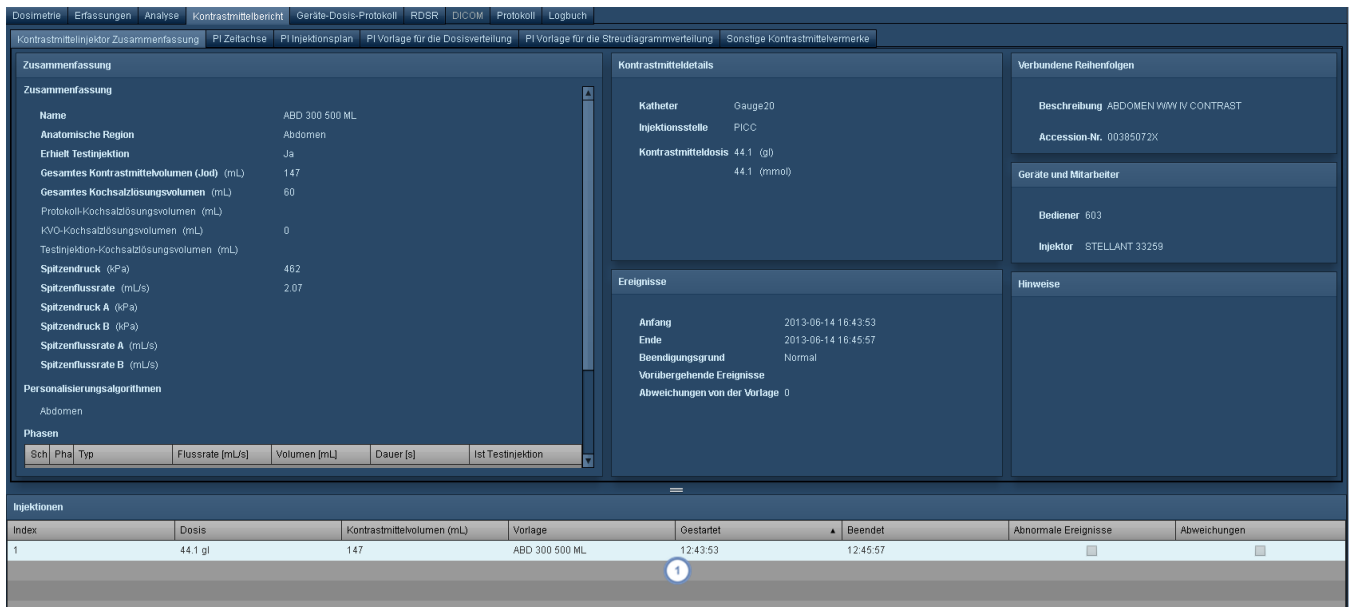 Dosimetrie Erfassungen Analyse Kontrastmittelbericht Geräte-Dosis-Protokoll RDSR DICOM Protokoll Logbuch
Kontrastmittelinjektor Zusammenfassung PI Zeitachse PI Injektionsplan PI Vorlage für die Dosisverteilung PI Vorlage für die Streudiagrammverteilung Sonstige Kontrastmittelvermerke
Zusammenfassung
Zusammenfassung
Name ABD 300 500 ML
Anatomische Region Abdomen
Erhielt Testinjektion Ja
Gesamtes Kontrastmittelvolumen (Jod) (mL) 147
Gesamtes Kochsalzlösungsvolumen (mL) 60
Protokoll-Kochsalzlösungsvolumen (mL)
KVO-Kochsalzlösungsvolumen (mL) 0
Testinjektion-Kochsalzlösungsvolumen (mL)
Spitzendruck (kPa) 462
Spitzenflussrate (mL/s) 2.07
Spitzendruck A (kPa)
Spitzendruck B (kPa)
Spitzenflussrate A (mL/s)
Spitzenflussrate B (mL/s)
Personalisierungsalgorithmen
Abdomen
Phasen
Sch Pha Typ Flussrate [mL/s] Volumen [mL] Dauer [s] Ist Testinjektion
Kontrastmitteldetails
Katheter Gauge20
Injektionsstelle PICC
Kontrastmitteldosis 44.1 (gl)
44.1 (mmol)
Ereignisse
Anfang 2013-06-14 16:43:53
Ende 2013-06-14 16:45:57
Beendigungsgrund Normal
Vorübergehende Ereignisse
Abweichungen von der Vorlage 0
Verbundene Reihenfolgen
Beschreibung ABDOMEN W/W IV CONTRAST
Accession-Nr. 00385072X
Geräte und Mitarbeiter
Bediener 603
Injektor STELLANT 33259
Hinweise
Injektionen
Index Dosis Kontrastmittelvolumen (mL) Vorlage Gestartet Beendet Abnormale Ereignisse Abweichungen
1 44.1 gl 147 ABD 300 500 ML 12:43:53 12:45:57
1